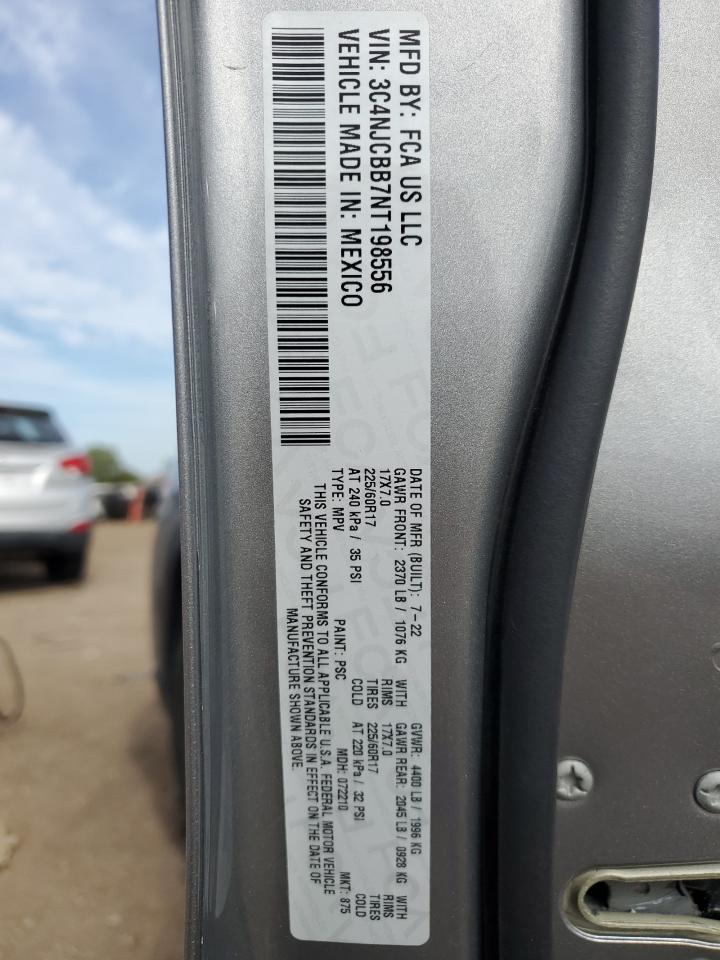 MFD BY: FCA US LLC
VIN: 3C4NJCBB7NT198556
VEHICLE MADE IN: MEXICO
DATE OF MFR (BUILT): 7-22 GVWR: 4400 LB / 1996 KG
GAWR FRONT: 2370 LB / 1076 KG WITH GAWR REAR: 2045 LB / 0928 KG WITH
17X7.0 RIMS 17X7.0 RIMS
225/60R17 TIRES 225/60R17 TIRES
AT 240 kPa / 35 PSI COLD AT 220 kPa / 32 PSI COLD
TYPE: MPV PAINT: PSC MDH: 072210 MKT: 875
THIS VEHICLE CONFORMS TO ALL APPLICABLE U.S.A. FEDERAL MOTOR VEHICLE
SAFETY AND THEFT PREVENTION STANDARDS IN EFFECT ON THE DATE OF
MANUFACTURE SHOWN ABOVE.